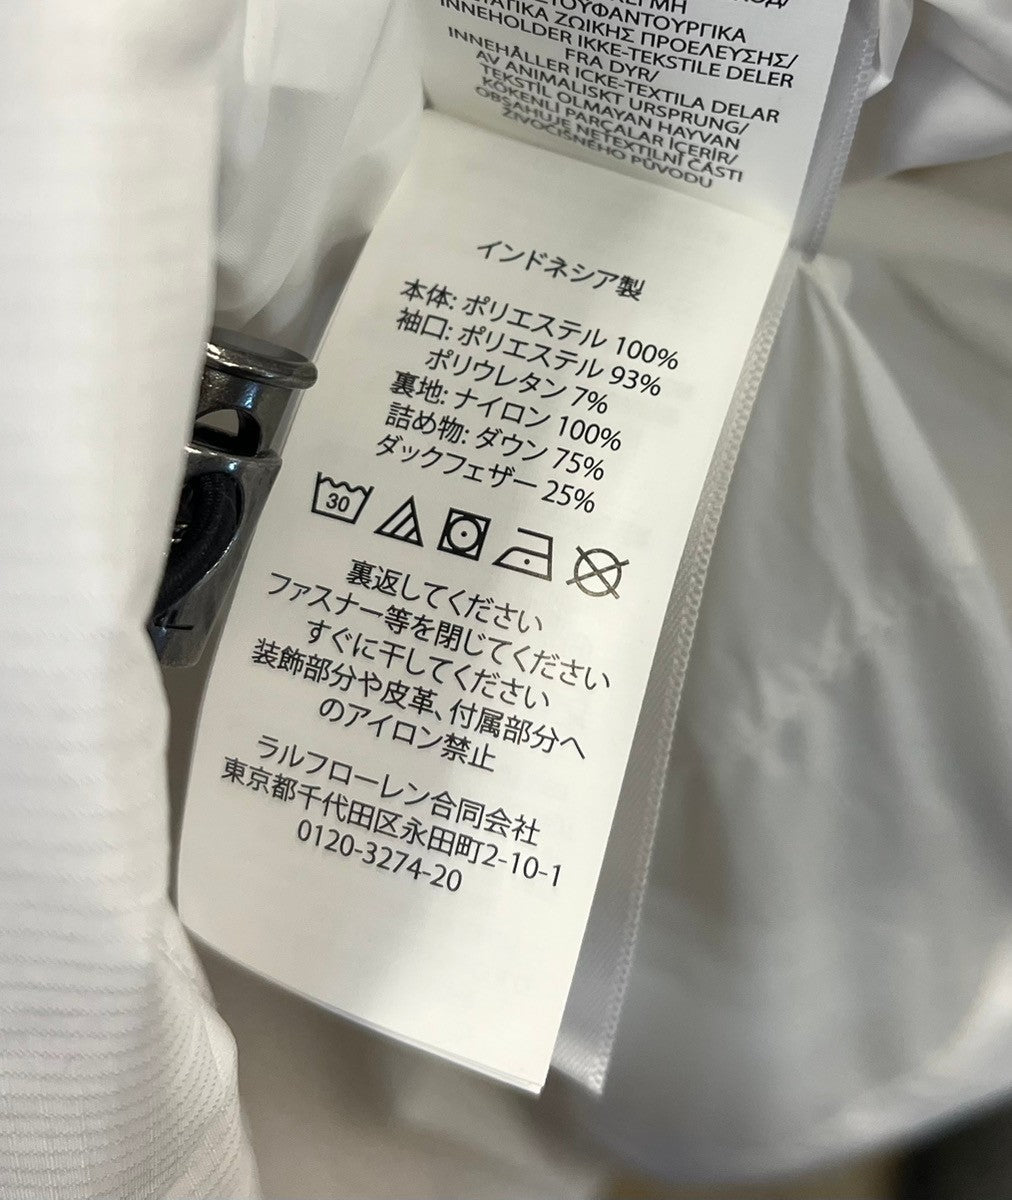 ΚΕΙ ΜΗ
ΣΤΟΥΦΑΝΤΟΥΡΓΙΚΑ
ΤΑΤΙΚΑ ΖΩΙΚΗΣ ΠΡΟΕΛΕΥΣΗΣ/
INNEHOLDER IKKE-TEKSTILE DELER
FRA DYR/
INNEHÅLLER ICKE-TEXTILA DELAR
AV ANIMALISKT URSPRUNG/
TEKSTİL OLMAYAN HAYVAN
KÖKENLİ PARÇALAR İÇERİR/
OBSAHUJE NETEXTILNÍ ČÁSTI
ŽIVOČIŠNÉHO PŮVODU
インドネシア製
本体: ポリエステル 100%
袖口: ポリエステル 93%
ポリウレタン 7%
裏地: ナイロン 100%
詰め物: ダウン 75%
ダックフェザー 25%
30
裏返してください
ファスナー等を閉じてください
すぐに干してください
装飾部分や皮革、付属部分へ
のアイロン禁止
ラルフローレン合同会社
東京都千代田区永田町2-10-1
0120-3274-20